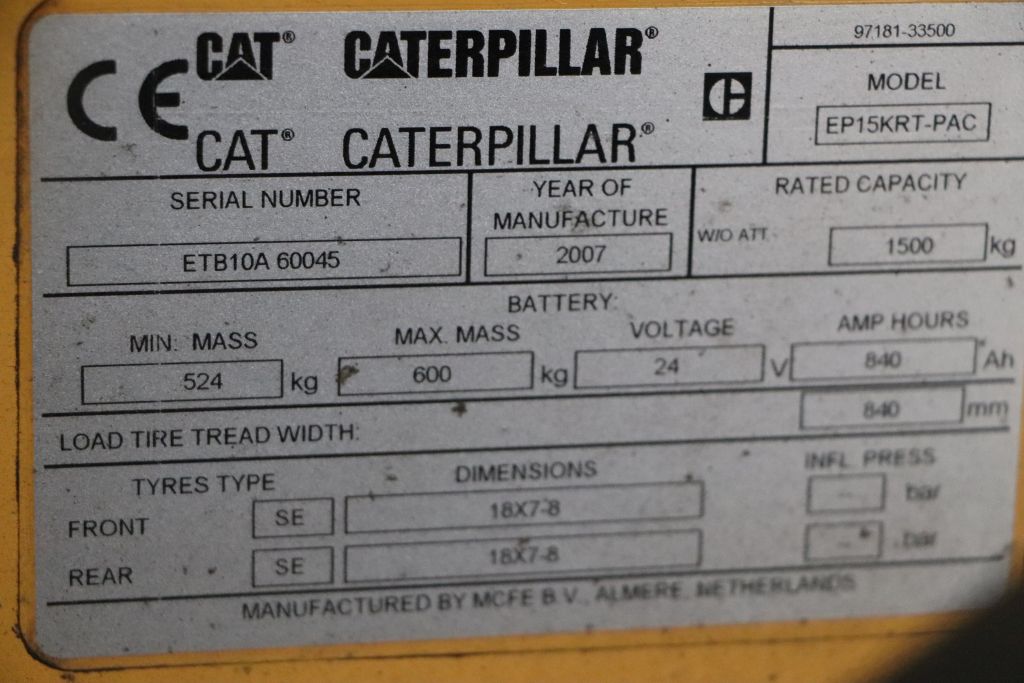 97181-33500
CE CAT® CATERPILLAR®
CAT® CATERPILLAR®
MODEL
EP15KRT-PAC
SERIAL NUMBER
ETB10A 60045
YEAR OF
MANUFACTURE
2007
RATED CAPACITY
W/O ATT. 1500 kg
BATTERY:
MIN. MASS MAX. MASS VOLTAGE AMP HOURS
524 kg 600 kg 24 V 840 Ah
LOAD TIRE TREAD WIDTH: 840 mm
TYRES TYPE DIMENSIONS INFL. PRESS
FRONT SE 18X7-8 - bar
REAR SE 18X7-8 - bar
MANUFACTURED BY MCFE B.V., ALMERE, NETHERLANDS